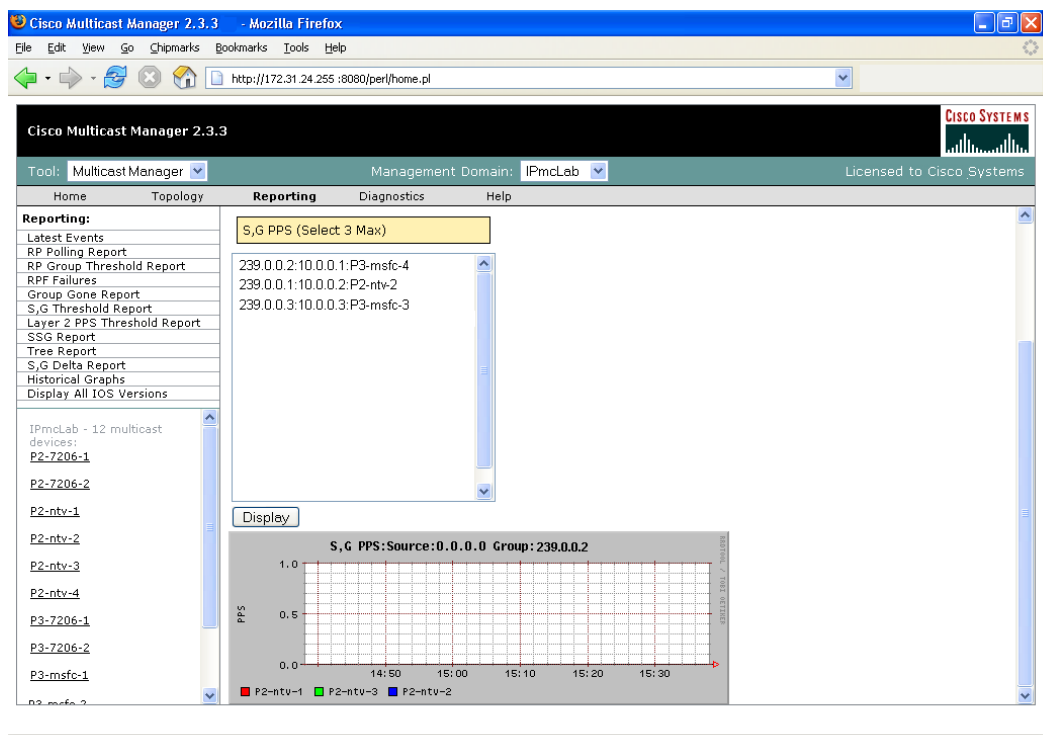 Cisco Multicast Manager 2.3.3 - Mozilla Firefox
File Edit View Go Chipmarks Bookmarks Tools Help
http://172.31.24.255 :8080/perl/home.pl
Cisco Multicast Manager 2.3.3
CISCO SYSTEMS
Tool: Multicast Manager Management Domain: IPmcLab Licensed to Cisco Systems
Home Topology Reporting Diagnostics Help
Reporting:
Latest Events
RP Polling Report
RP Group Threshold Report
RPF Failures
Group Gone Report
S,G Threshold Report
Layer 2 PPS Threshold Report
SSG Report
Tree Report
S,G Delta Report
Historical Graphs
Display All IOS Versions
IPmcLab - 12 multicast
devices:
P2-7206-1
P2-7206-2
P2-ntv-1
P2-ntv-2
P2-ntv-3
P2-ntv-4
P3-7206-1
P3-7206-2
P3-msfc-1
P3-msfc-2
S,G PPS (Select 3 Max)
239.0.0.2:10.0.0.1:P3-msfc-4
239.0.0.1:10.0.0.2:P2-ntv-2
239.0.0.3:10.0.0.3:P3-msfc-3
Display
S,G PPS:Source:0.0.0.0 Group:239.0.0.2
RRDTOOL / TOBI OETIKER
PPS
1.0
0.5
0.0
14:50 15:00 15:10 15:20 15:30
P2-ntv-1 P2-ntv-3 P2-ntv-2